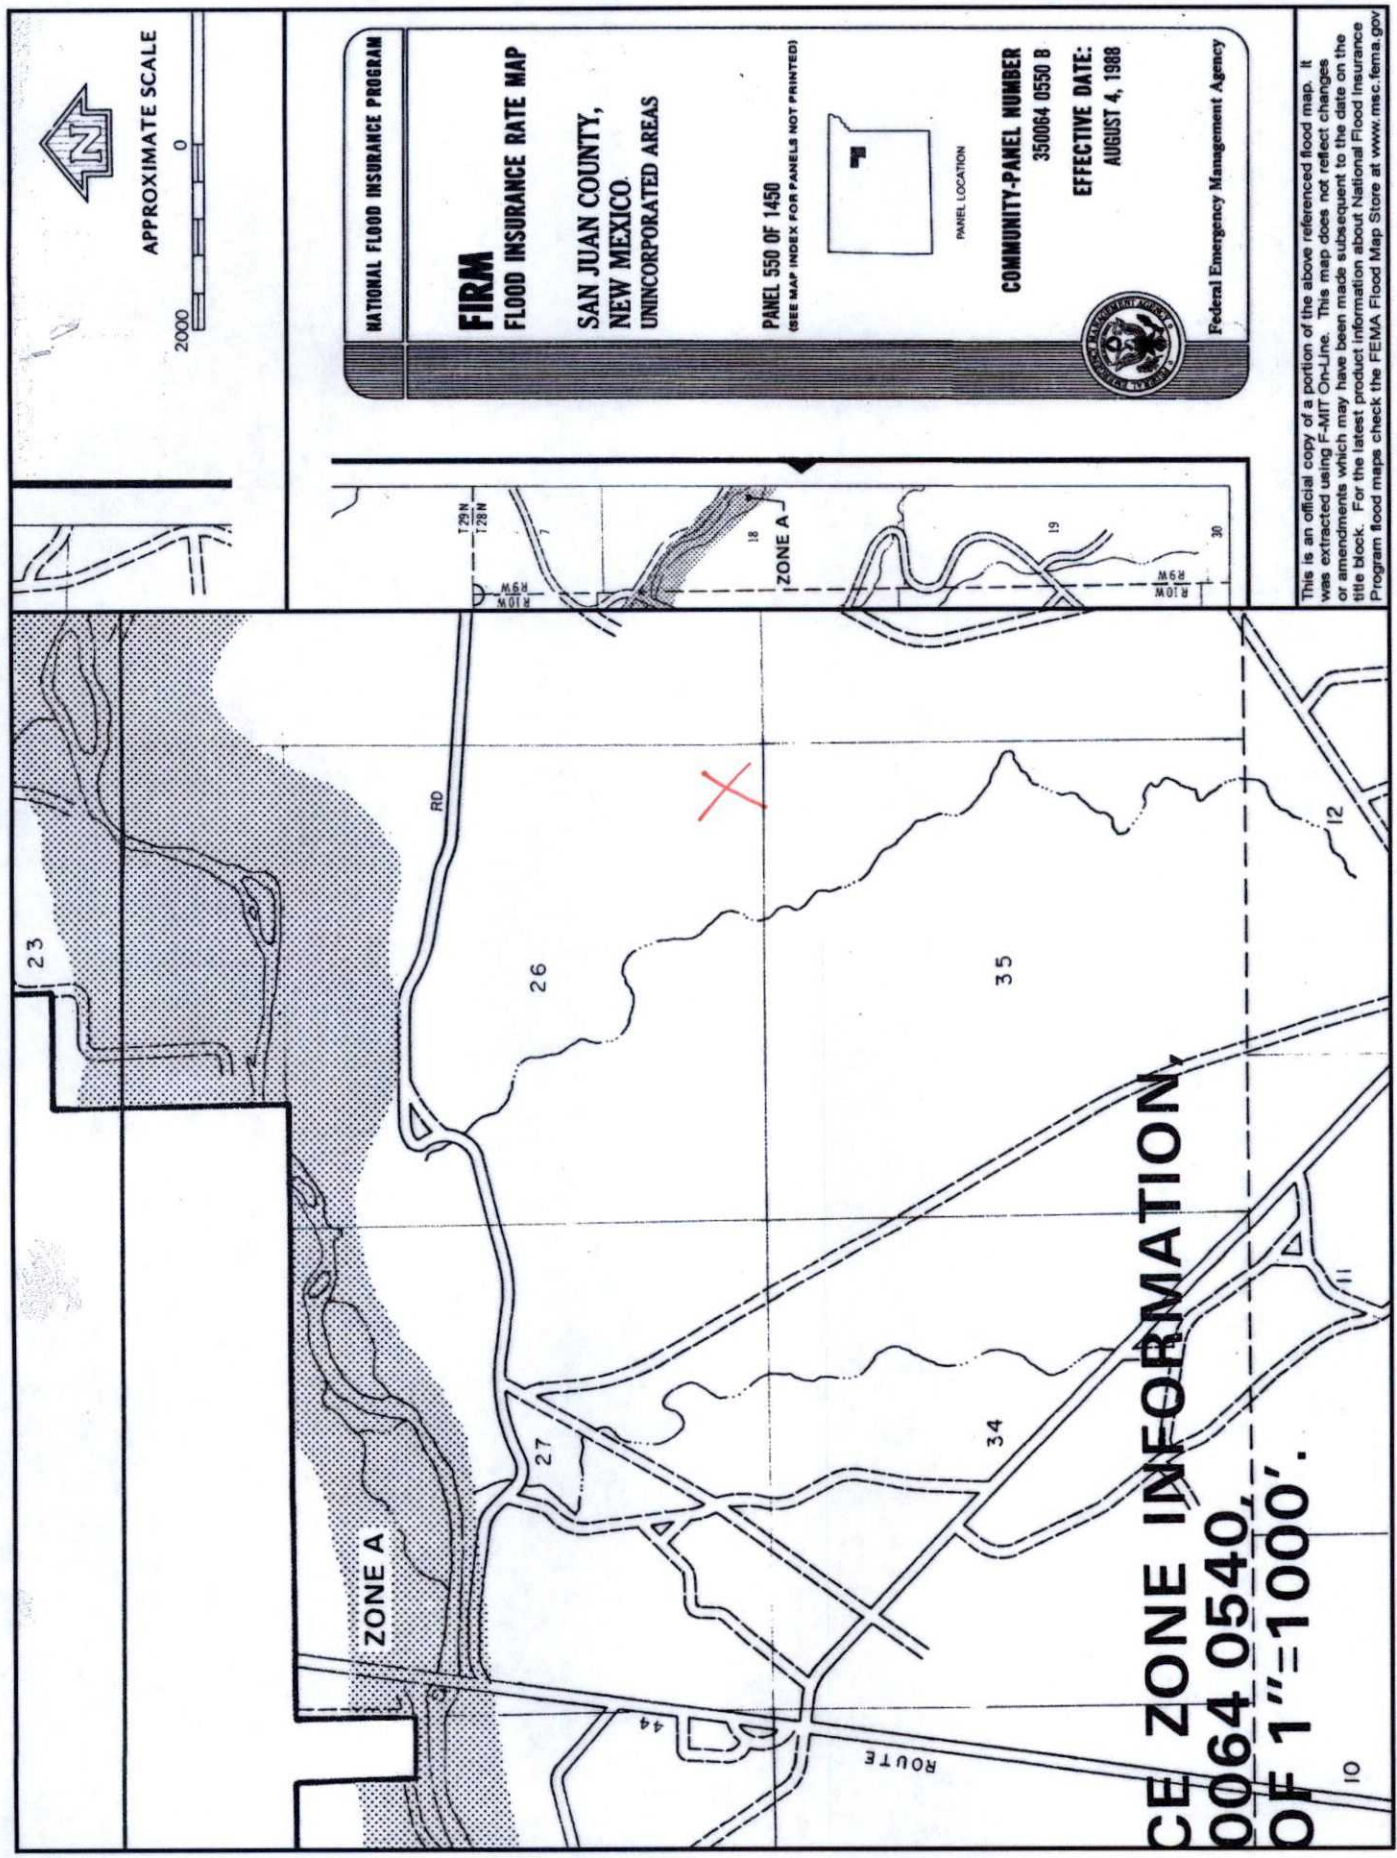 APPROXIMATE SCALE
2000 0
N
NATIONAL FLOOD INSURANCE PROGRAM
FIRM
FLOOD INSURANCE RATE MAP
SAN JUAN COUNTY,
NEW MEXICO.
UNINCORPORATED AREAS
PANEL 550 OF 1450
(SEE MAP INDEX FOR PANELS NOT PRINTED)
PANEL LOCATION
COMMUNITY-PANEL NUMBER
350064 0550 B
EFFECTIVE DATE:
AUGUST 4, 1988
FEDERAL EMERGENCY MANAGEMENT AGENCY
Federal Emergency Management Agency
This is an official copy of a portion of the above referenced flood map. It
was extracted using F-MIT On-Line. This map does not reflect changes
or amendments which may have been made subsequent to the date on the
title block. For the latest product information about National Flood Insurance
Program flood maps check the FEMA Flood Map Store at www.msc.fema.gov
T29N
T28N
R9W
R10W
7
18
ZONE A
19
R9W
R10W
30
23
RD
26
35
12
ZONE A
27
34
11
44
ROUTE
10
CE ZONE INFORMATION,
0064 0540,
OF 1"=1000'.